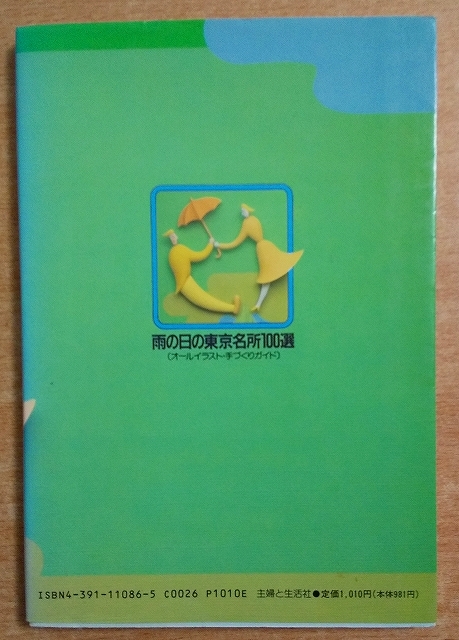 雨の日の東京名所100選
(オールイラスト・手づくりガイド)
ISBN4-391-11086-5 C0026 P1010E 主婦と生活社●定価1,010円(本体981円)